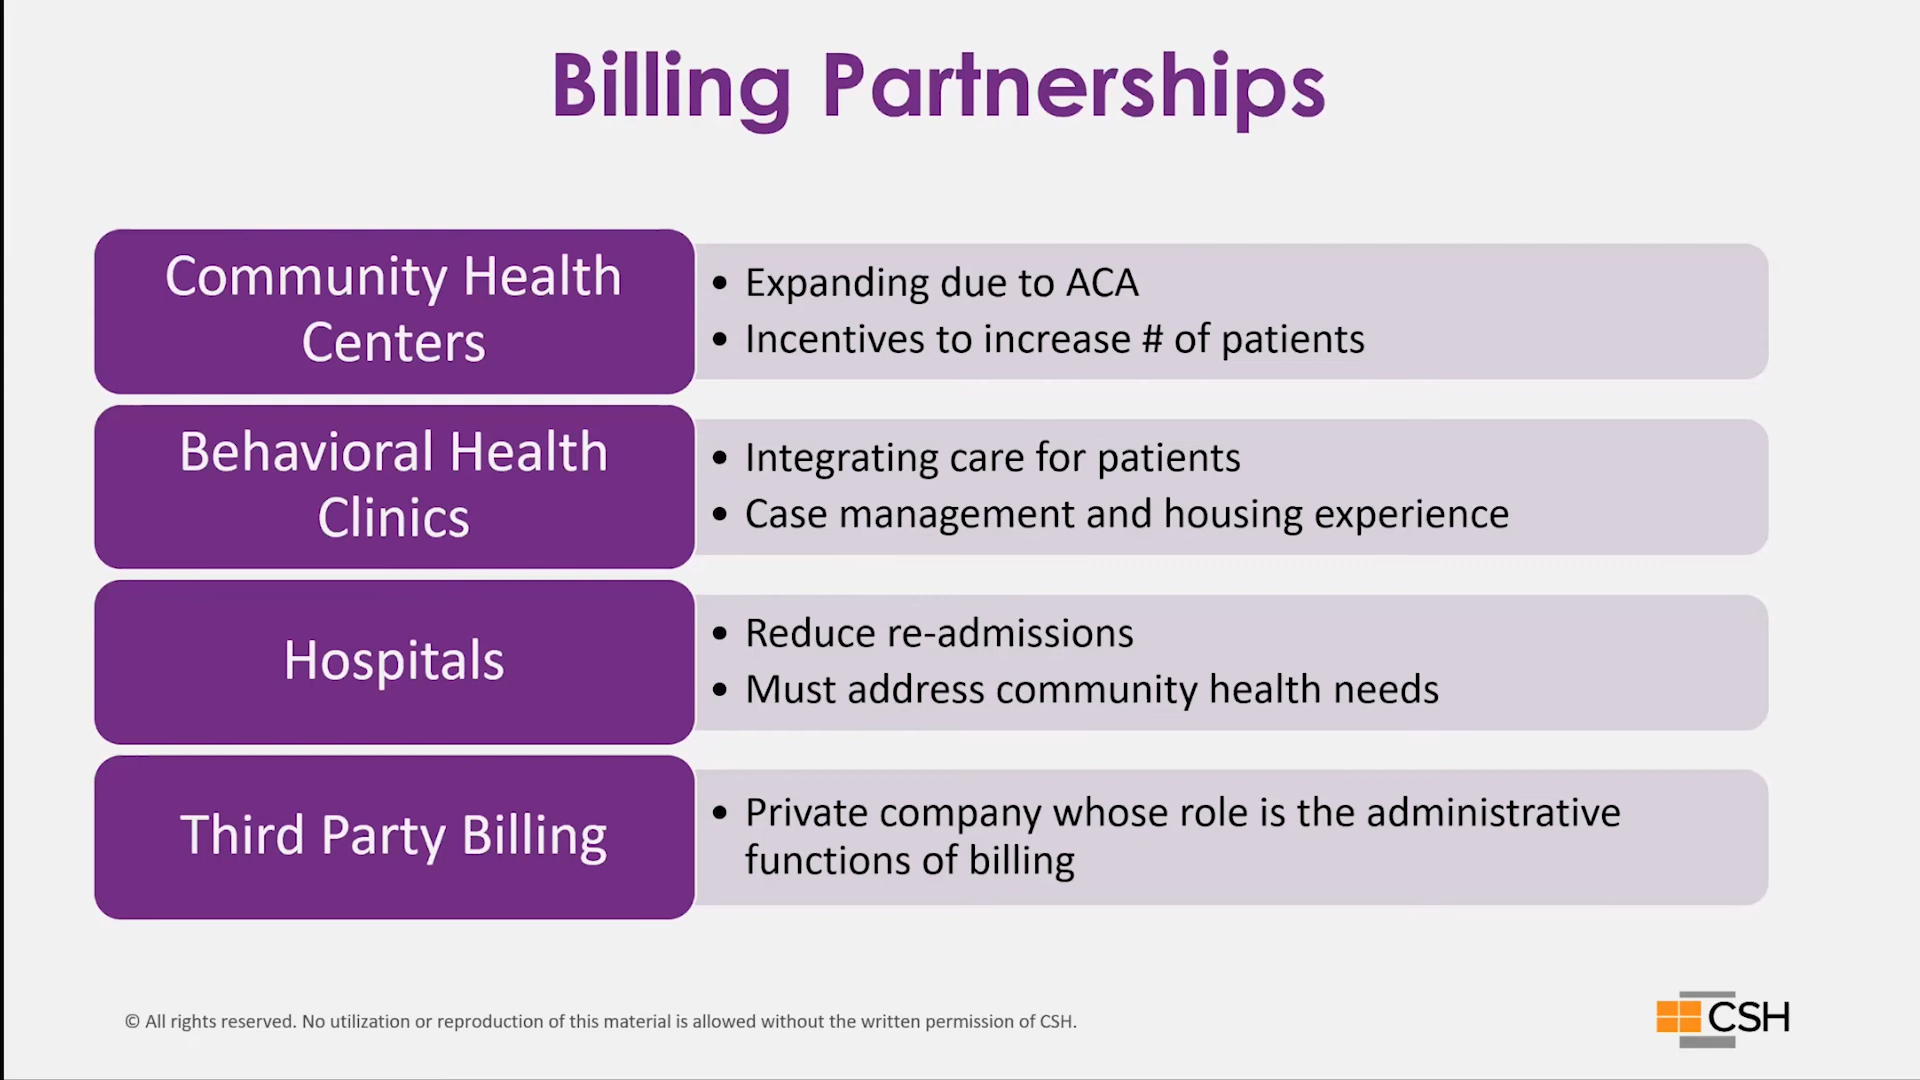 Billing Partnerships
Community Health
Centers
• Expanding due to ACA
• Incentives to increase # of patients
Behavioral Health
Clinics
• Integrating care for patients
• Case management and housing experience
Hospitals
• Reduce re-admissions
• Must address community health needs
Third Party Billing
• Private company whose role is the administrative
functions of billing
© All rights reserved. No utilization or reproduction of this material is allowed without the written permission of CSH.
CSH